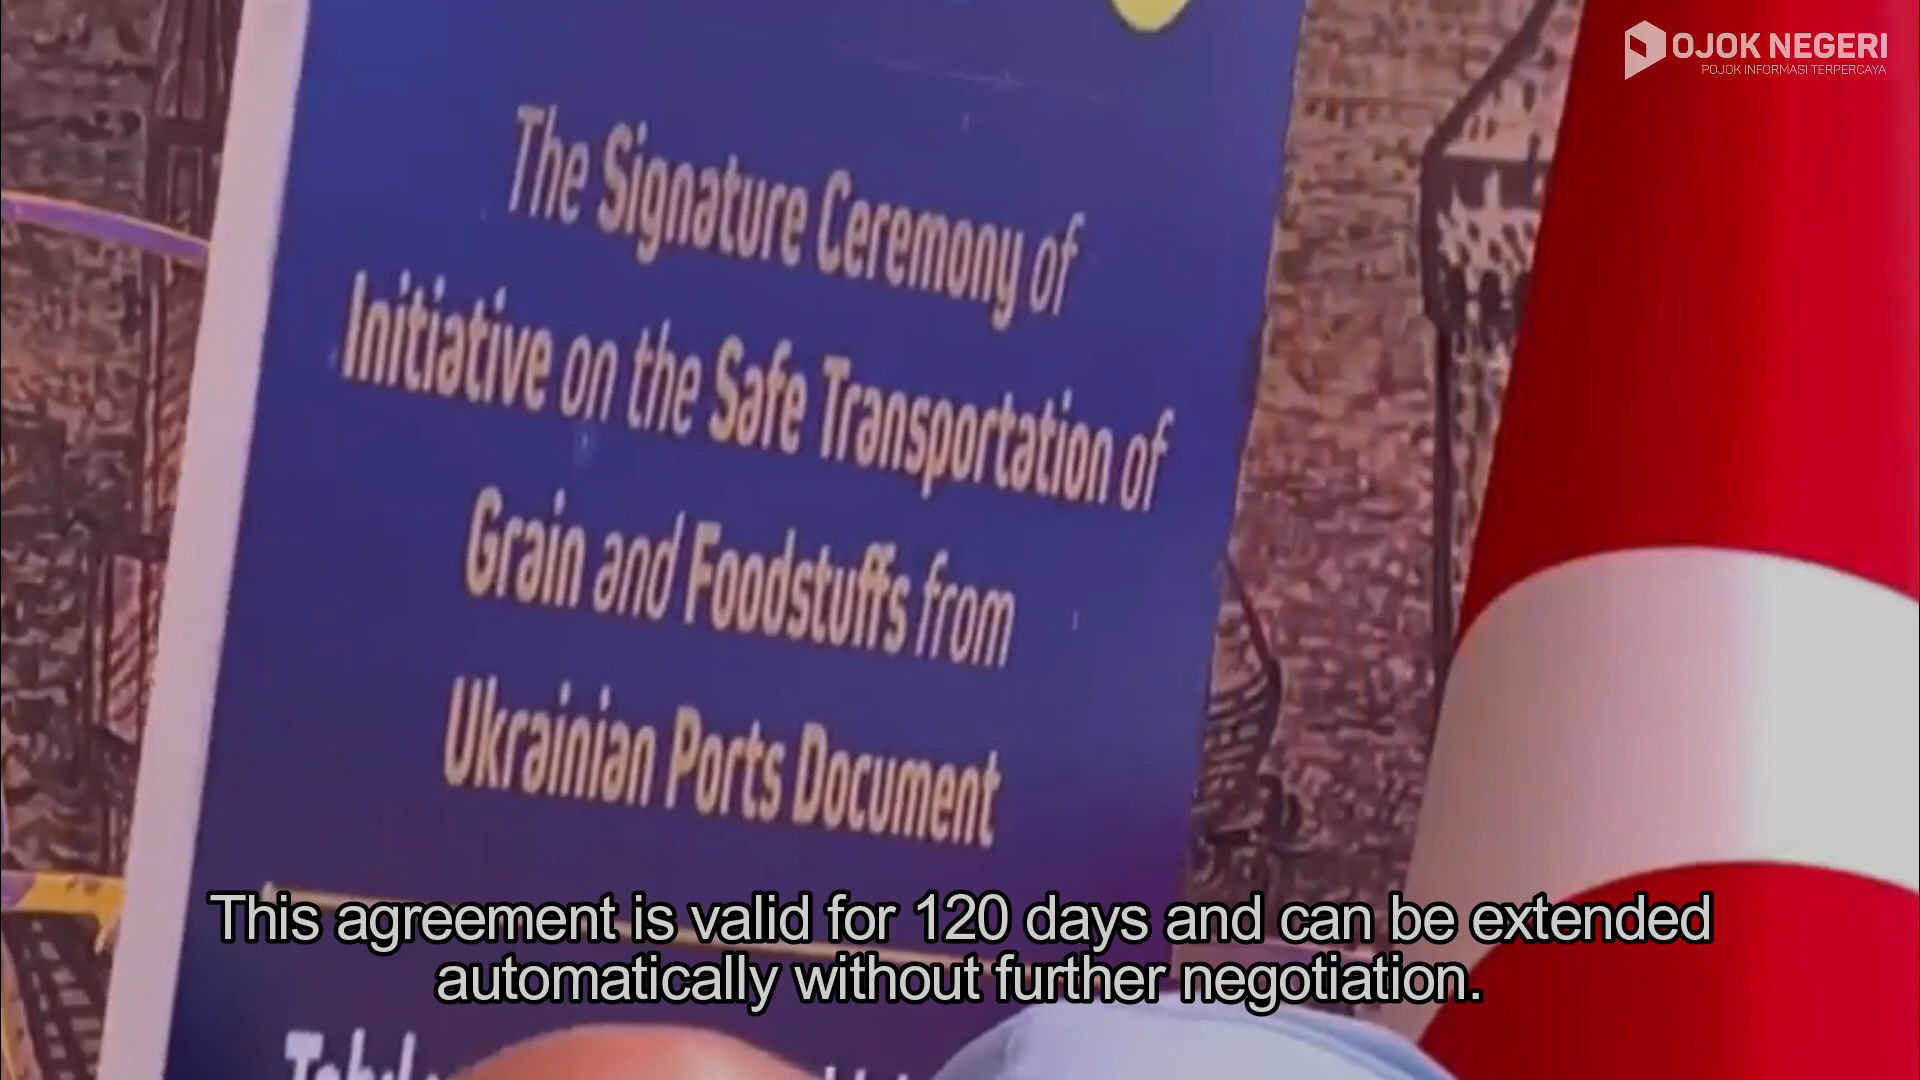 OJOK NEGERI
POJOK INFORMASI TERPERCAYA
The Signature Ceremony of
Initiative on the Safe Transportation of
Grain and Foodstuffs from
Ukrainian Ports Document
This agreement is valid for 120 days and can be extended
automatically without further negotiation.